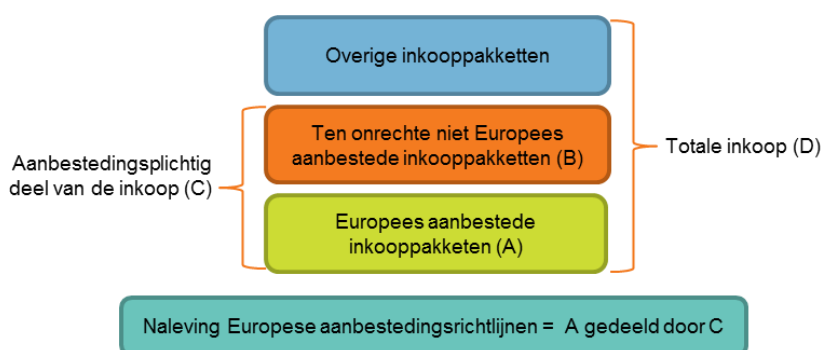 Overige inkooppakketten
Ten onrechte niet Europees
aanbestede inkooppakketten (B)
Aanbestedingsplichtig
deel van de inkoop (C)
Totale inkoop (D)
Europees aanbestede
inkooppakketen (A)
Naleving Europese aanbestedingsrichtlijnen = A gedeeld door C